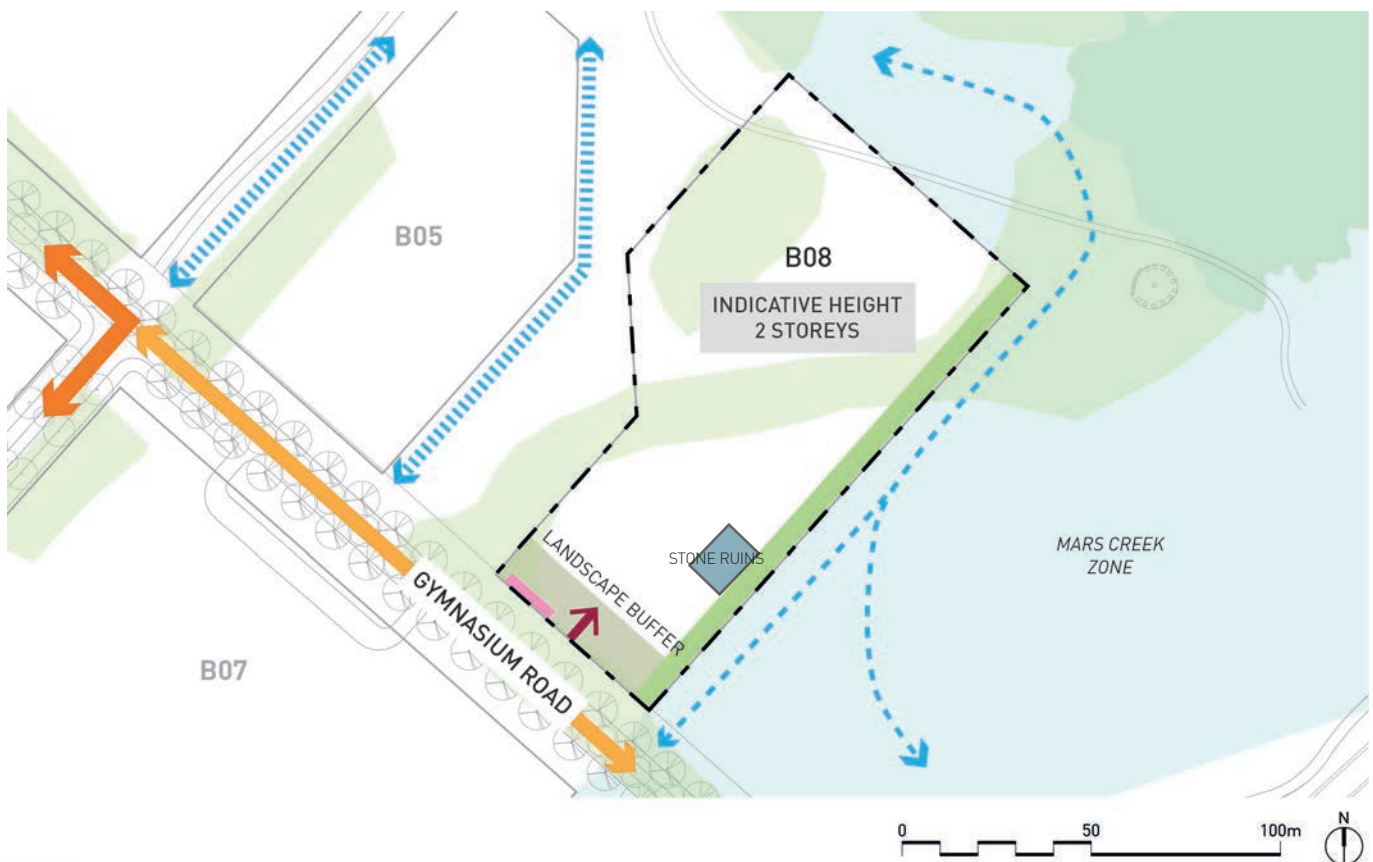 B05
B08
INDICATIVE HEIGHT
2 STOREYS
STONE RUINS
LANDSCAPE BUFFER
MARS CREEK
ZONE
GYMNASIUM ROAD
B07
0 50 100m
N